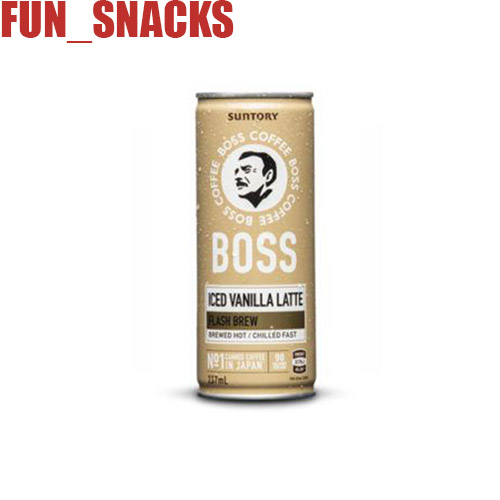 FUN_SNACKS
SUNTORY
BOSS COFFEE BOSS COFFEE BOSS COFFEE
BOSS
ICED VANILLA LATTE
FLASH BREW
BREWED HOT / CHILLED FAST
No1 CANNED COFFEE IN JAPAN
237mL